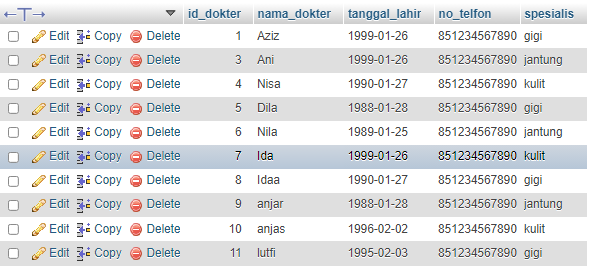 ←T→ id_dokter nama_dokter tanggal_lahir no_telfon spesialis
Edit Copy Delete 1 Aziz 1999-01-26 851234567890 gigi
Edit Copy Delete 3 Ani 1999-01-26 851234567890 jantung
Edit Copy Delete 4 Nisa 1990-01-27 851234567890 kulit
Edit Copy Delete 5 Dila 1988-01-28 851234567890 gigi
Edit Copy Delete 6 Nila 1989-01-25 851234567890 jantung
Edit Copy Delete 7 Ida 1999-01-26 851234567890 kulit
Edit Copy Delete 8 Idaa 1990-01-27 851234567890 gigi
Edit Copy Delete 9 anjar 1988-01-28 851234567890 jantung
Edit Copy Delete 10 anjas 1996-02-02 851234567890 kulit
Edit Copy Delete 11 lutfi 1995-02-03 851234567890 gigi